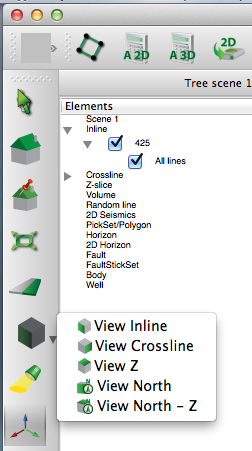 A 2D
A 3D
2D
Tree scene 1
Elements
Scene 1
Inline
425
All lines
Crossline
Z-slice
Volume
Random line
2D Seismics
PickSet/Polygon
Horizon
2D Horizon
Fault
FaultStickSet
Body
Well
View Inline
View Crossline
View Z
View North
View North - Z